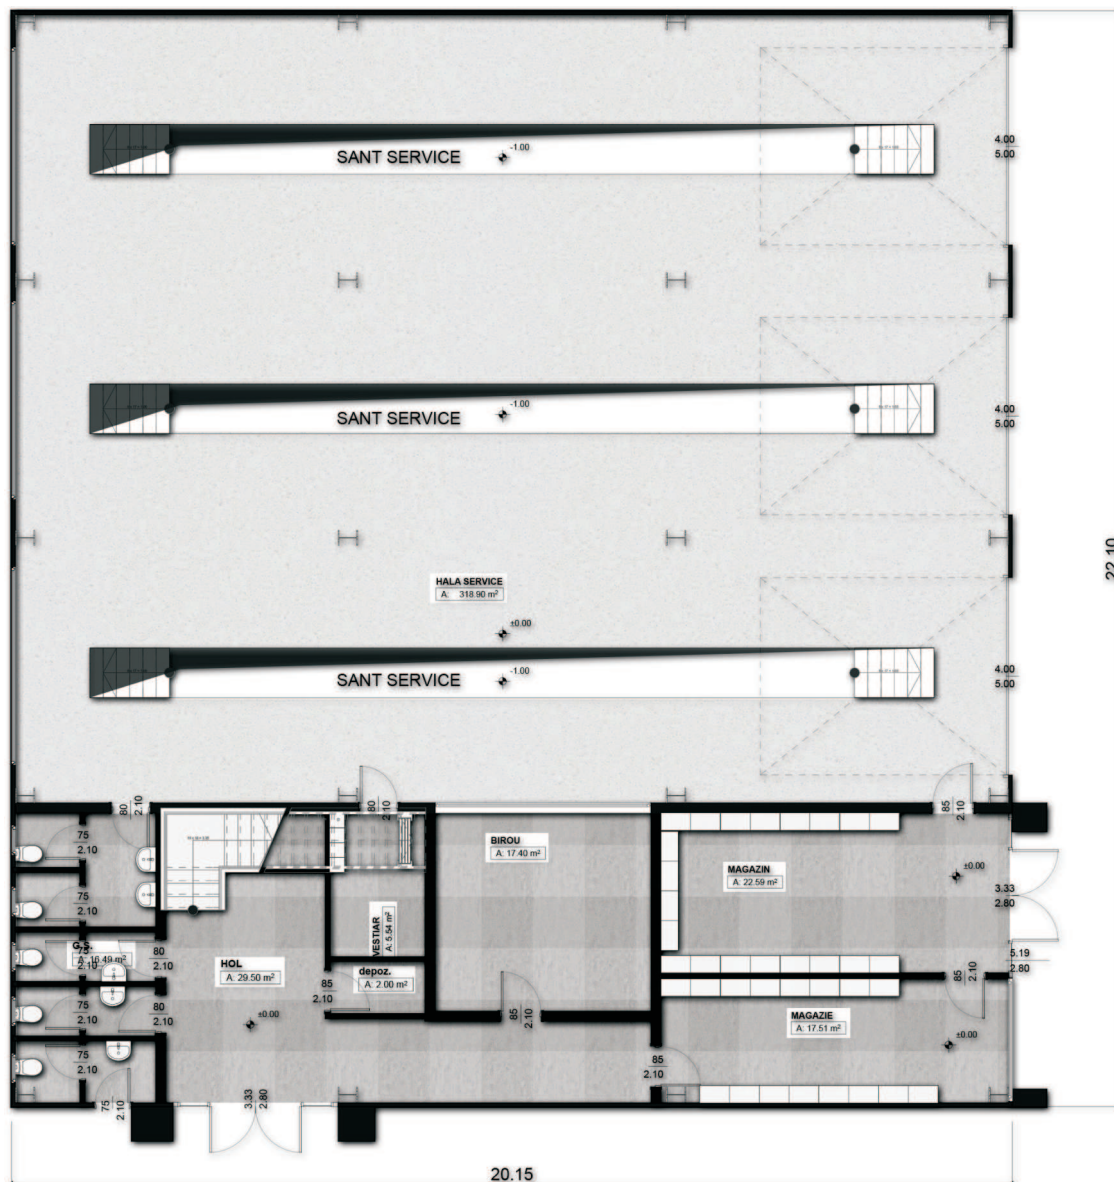 SANT SERVICE
-1.00
4.00
5.00
SANT SERVICE
-1.00
4.00
5.00
22.10
HALA SERVICE
A: 318.90 m²
±0.00
SANT SERVICE
-1.00
4.00
5.00
80
2.10
80
2.10
85
2.10
75
2.10
BIROU
A: 17.40 m²
MAGAZIN
A: 22.59 m²
±0.00
3.33
2.80
75
2.10
VESTIAR
A: 5.54 m²
G.S.
A: 16.49 m²
75
2.10
80
2.10
HOL
A: 29.50 m²
depoz.
A: 2.00 m²
85
2.10
5.19
2.80
85
2.10
75
2.10
80
2.10
±0.00
85
2.10
MAGAZIE
A: 17.51 m²
±0.00
75
2.10
85
2.10
75
2.10
3.33
2.80
20.15